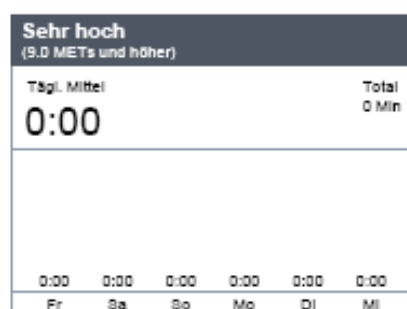 Sehr hoch
(9.0 METs und höher)
Tägl. Mittel Total
0:00 0 Min
0:00 0:00 0:00 0:00 0:00 0:00
Fr Sa So Mo Di Mi